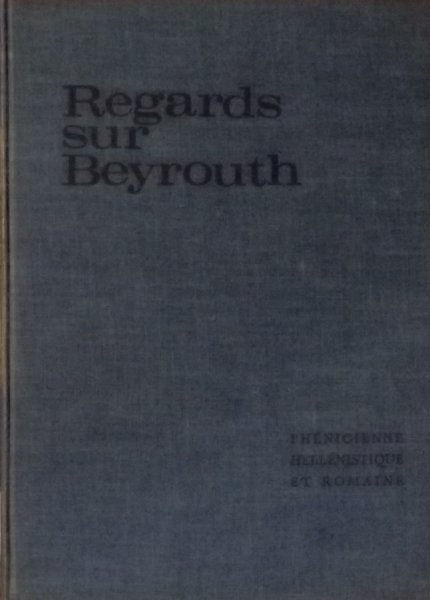 Regards
sur
Beyrouth
PHÉNICIENNE
HELLÉNISTIQUE
ET ROMAINE